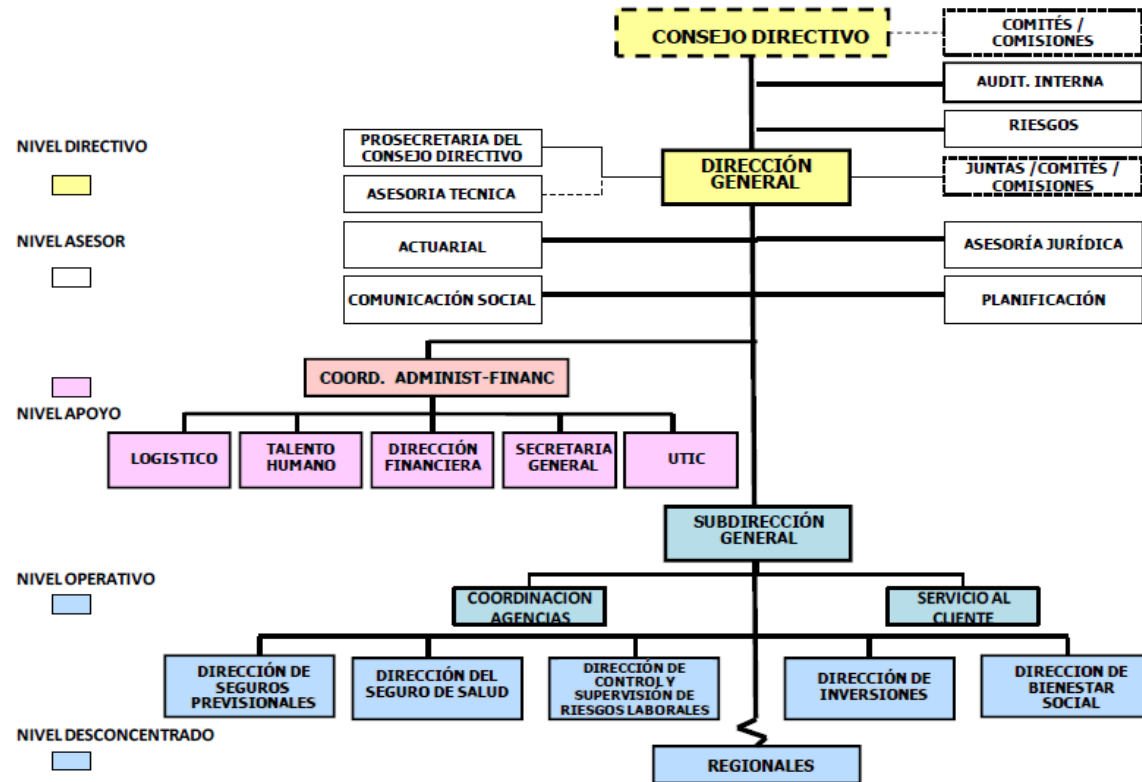 CONSEJO DIRECTIVO
COMITÉS /
COMISIONES
AUDIT. INTERNA
RIESGOS
NIVEL DIRECTIVO
PROSECRETARIA DEL
CONSEJO DIRECTIVO
DIRECCIÓN
GENERAL
JUNTAS /COMITÉS /
COMISIONES
ASESORIA TECNICA
NIVEL ASESOR
ACTUARIAL
ASESORÍA JURÍDICA
COMUNICACIÓN SOCIAL
PLANIFICACIÓN
COORD. ADMINIST-FINANC
NIVEL APOYO
LOGISTICO
TALENTO
HUMANO
DIRECCIÓN
FINANCIERA
SECRETARIA
GENERAL
UTIC
SUBDIRECCIÓN
GENERAL
NIVEL OPERATIVO
COORDINACION
AGENCIAS
SERVICIO AL
CLIENTE
DIRECCIÓN DE
SEGUROS
PREVISIONALES
DIRECCIÓN DEL
SEGURO DE SALUD
DIRECCIÓN DE
CONTROL Y
SUPERVISIÓN DE
RIESGOS LABORALES
DIRECCIÓN DE
INVERSIONES
DIRECCION DE
BIENESTAR
SOCIAL
NIVEL DESCONCENTRADO
REGIONALES